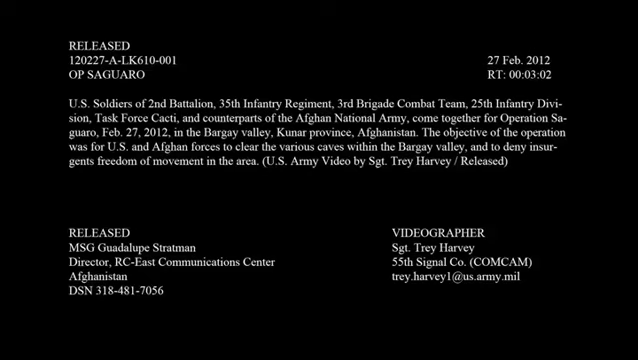 RELEASED
120227-A-LK610-001
27 Feb. 2012
OP SAGUARO
RT: 00:03:02
U.S. Soldiers of 2nd Battalion, 35th Infantry Regiment, 3rd Brigade Combat Team, 25th Infantry Divi-
sion, Task Force Cacti, and counterparts of the Afghan National Army, come together for Operation Sa-
guaro, Feb. 27, 2012, in the Bargay valley, Kunar province, Afghanistan. The objective of the operation
was for U.S. and Afghan forces to clear the various caves within the Bargay valley, and to deny insur-
gents freedom of movement in the area. (U.S. Army Video by Sgt. Trey Harvey / Released)
RELEASED
MSG Guadalupe Stratman
Director, RC-East Communications Center
Afghanistan
DSN 318-481-7056
VIDEOGRAPHER
Sgt. Trey Harvey
55th Signal Co. (COMCAM)
trey.harvey1@us.army.mil